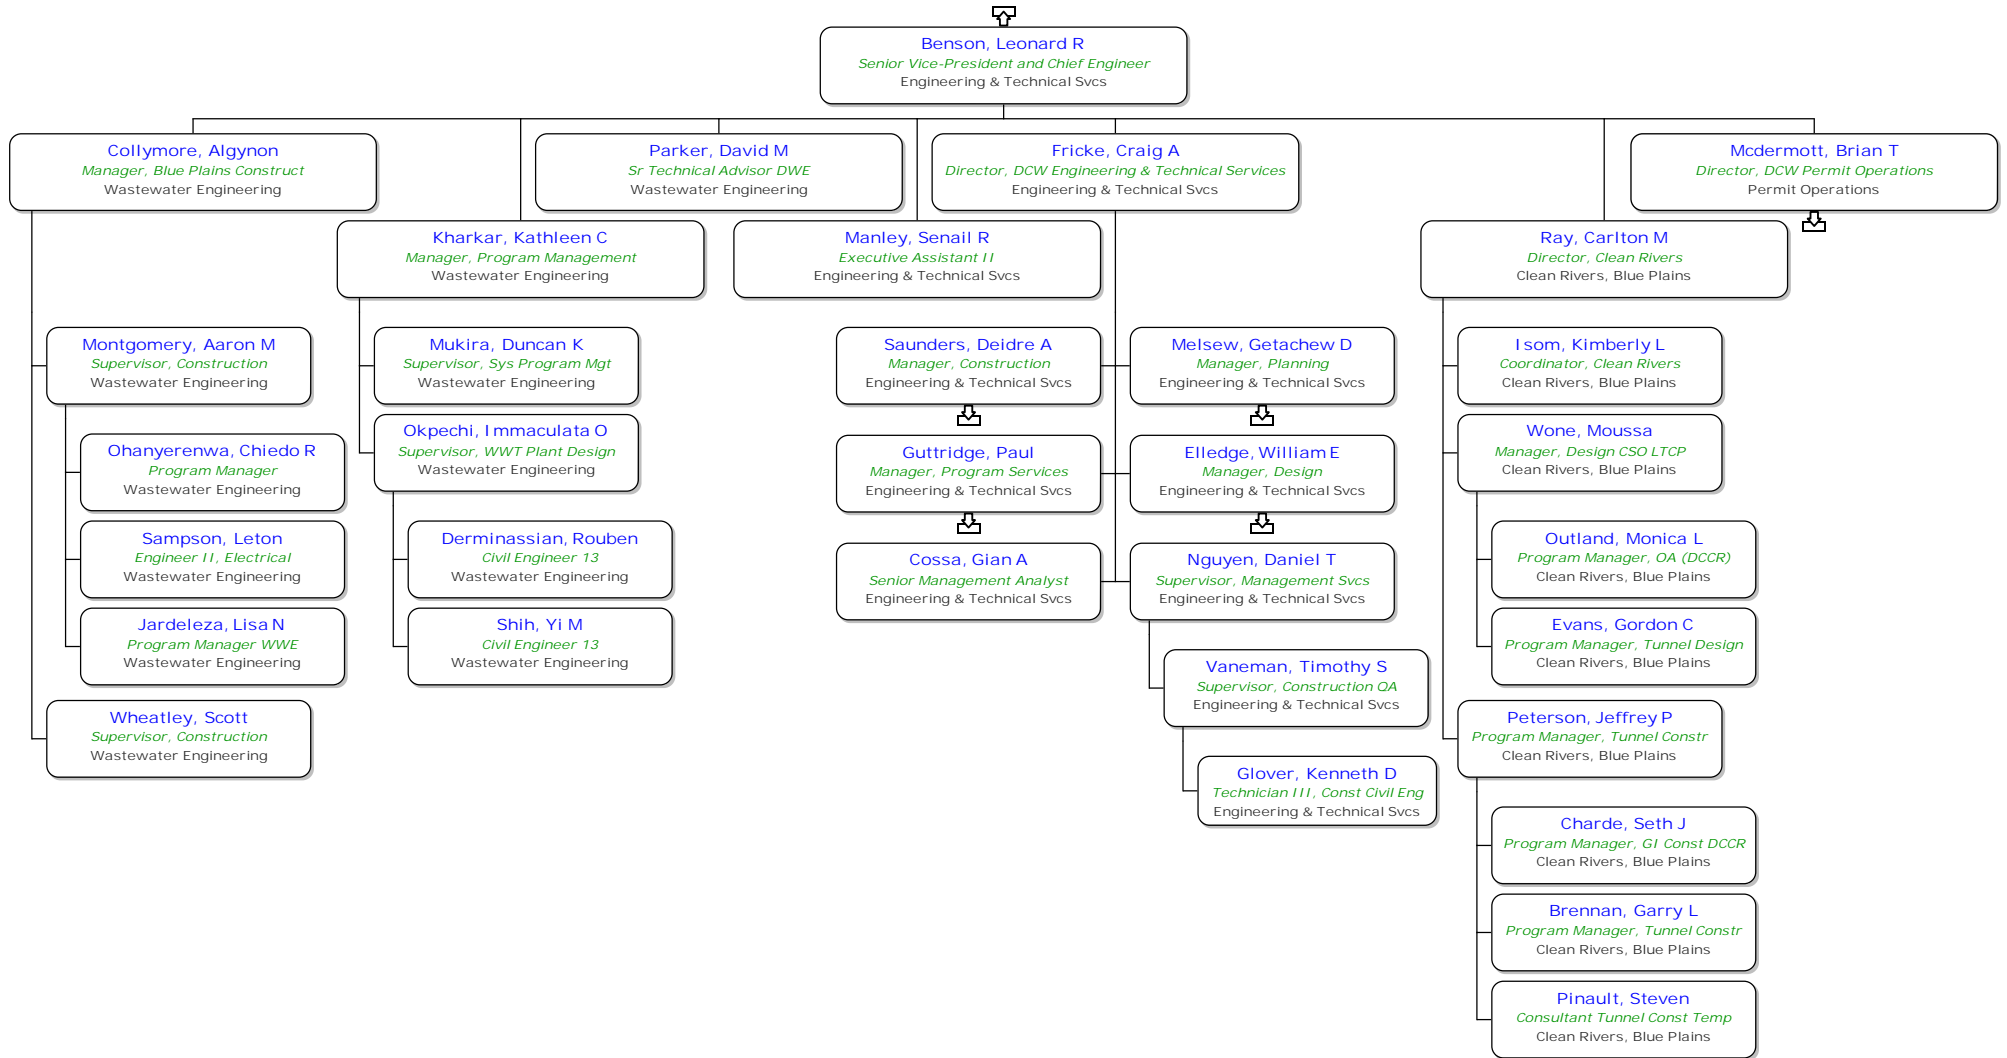 Benson, Leonard R
Senior Vice-President and Chief Engineer
Engineering & Technical Svcs
Collymore, Algynon
Manager, Blue Plains Construct
Wastewater Engineering
Parker, David M
Sr Technical Advisor DWE
Wastewater Engineering
Fricke, Craig A
Director, DCW Engineering & Technical Services
Engineering & Technical Svcs
Mcdermott, Brian T
Director, DCW Permit Operations
Permit Operations
Kharkar, Kathleen C
Manager, Program Management
Wastewater Engineering
Manley, Senail R
Executive Assistant II
Engineering & Technical Svcs
Ray, Carlton M
Director, Clean Rivers
Clean Rivers, Blue Plains
Montgomery, Aaron M
Supervisor, Construction
Wastewater Engineering
Ohanyerenwa, Chiedo R
Program Manager
Wastewater Engineering
Sampson, Leton
Engineer II, Electrical
Wastewater Engineering
Jardeleza, Lisa N
Program Manager WWE
Wastewater Engineering
Wheatley, Scott
Supervisor, Construction
Wastewater Engineering
Mukira, Duncan K
Supervisor, Sys Program Mgt
Wastewater Engineering
Okpechi, Immaculata O
Supervisor, WWT Plant Design
Wastewater Engineering
Derminassian, Rouben
Civil Engineer 13
Wastewater Engineering
Shih, Yi M
Civil Engineer 13
Wastewater Engineering
Saunders, Deidre A
Manager, Construction
Engineering & Technical Svcs
Melsew, Getachew D
Manager, Planning
Engineering & Technical Svcs
Guttridge, Paul
Manager, Program Services
Engineering & Technical Svcs
Elledge, William E
Manager, Design
Engineering & Technical Svcs
Cossa, Gian A
Senior Management Analyst
Engineering & Technical Svcs
Nguyen, Daniel T
Supervisor, Management Svcs
Engineering & Technical Svcs
Vaneman, Timothy S
Supervisor, Construction QA
Engineering & Technical Svcs
Glover, Kenneth D
Technician III, Const Civil Eng
Engineering & Technical Svcs
Isom, Kimberly L
Coordinator, Clean Rivers
Clean Rivers, Blue Plains
Wone, Moussa
Manager, Design CSO LTCP
Clean Rivers, Blue Plains
Outland, Monica L
Program Manager, OA (DCCR)
Clean Rivers, Blue Plains
Evans, Gordon C
Program Manager, Tunnel Design
Clean Rivers, Blue Plains
Peterson, Jeffrey P
Program Manager, Tunnel Constr
Clean Rivers, Blue Plains
Charde, Seth J
Program Manager, GI Const DCCR
Clean Rivers, Blue Plains
Brennan, Garry L
Program Manager, Tunnel Constr
Clean Rivers, Blue Plains
Pinault, Steven
Consultant Tunnel Const Temp
Clean Rivers, Blue Plains